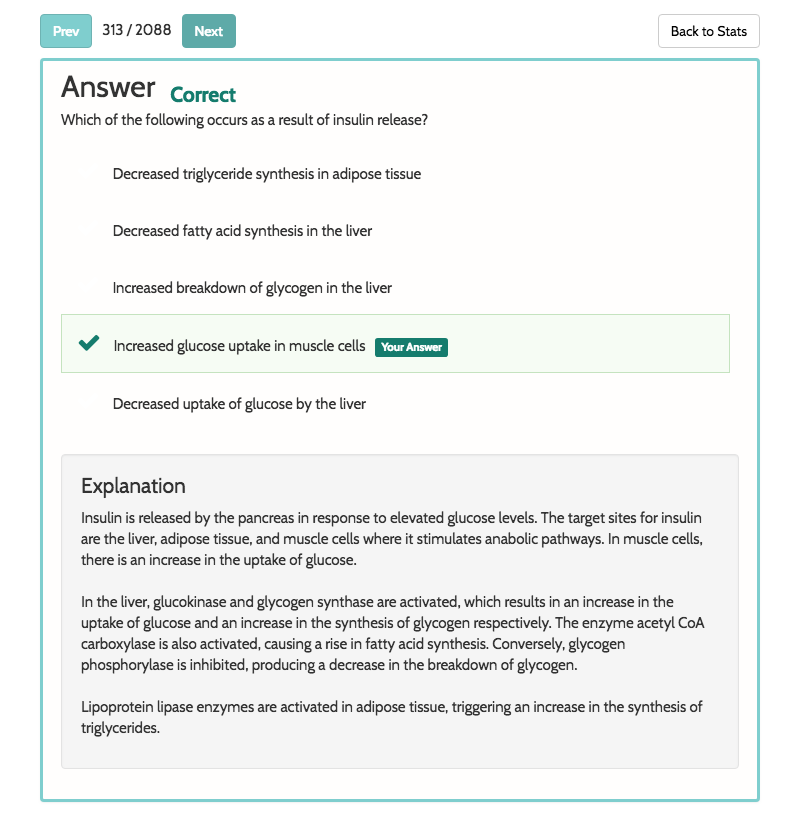 Prev 313 / 2088 Next Back to Stats
Answer Correct
Which of the following occurs as a result of insulin release?
Decreased triglyceride synthesis in adipose tissue
Decreased fatty acid synthesis in the liver
Increased breakdown of glycogen in the liver
Increased glucose uptake in muscle cells Your Answer
Decreased uptake of glucose by the liver
Explanation
Insulin is released by the pancreas in response to elevated glucose levels. The target sites for insulin
are the liver, adipose tissue, and muscle cells where it stimulates anabolic pathways. In muscle cells,
there is an increase in the uptake of glucose.
In the liver, glucokinase and glycogen synthase are activated, which results in an increase in the
uptake of glucose and an increase in the synthesis of glycogen respectively. The enzyme acetyl CoA
carboxylase is also activated, causing a rise in fatty acid synthesis. Conversely, glycogen
phosphorylase is inhibited, producing a decrease in the breakdown of glycogen.
Lipoprotein lipase enzymes are activated in adipose tissue, triggering an increase in the synthesis of
triglycerides.